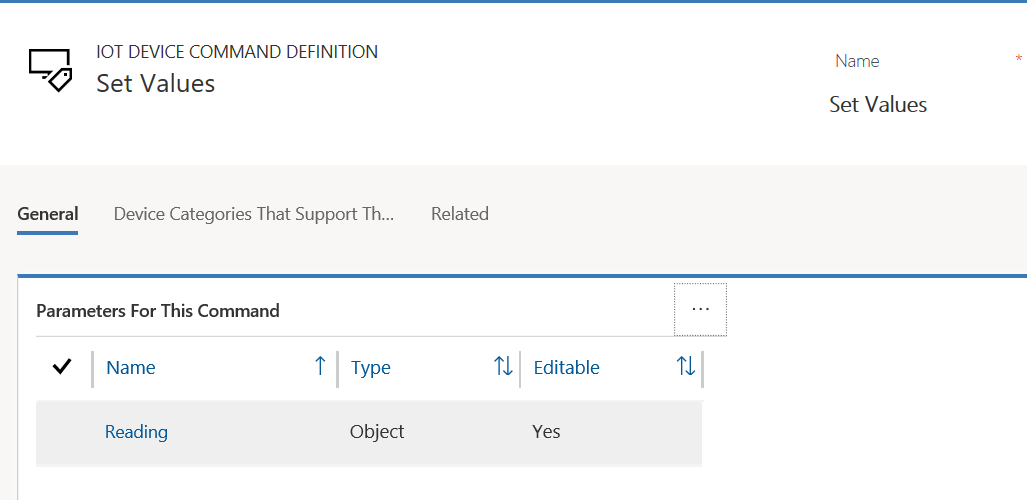 IOT DEVICE COMMAND DEFINITION
Set Values
Name *
Set Values
General Device Categories That Support Th... Related
Parameters For This Command ...
Name Type Editable
Reading Object Yes